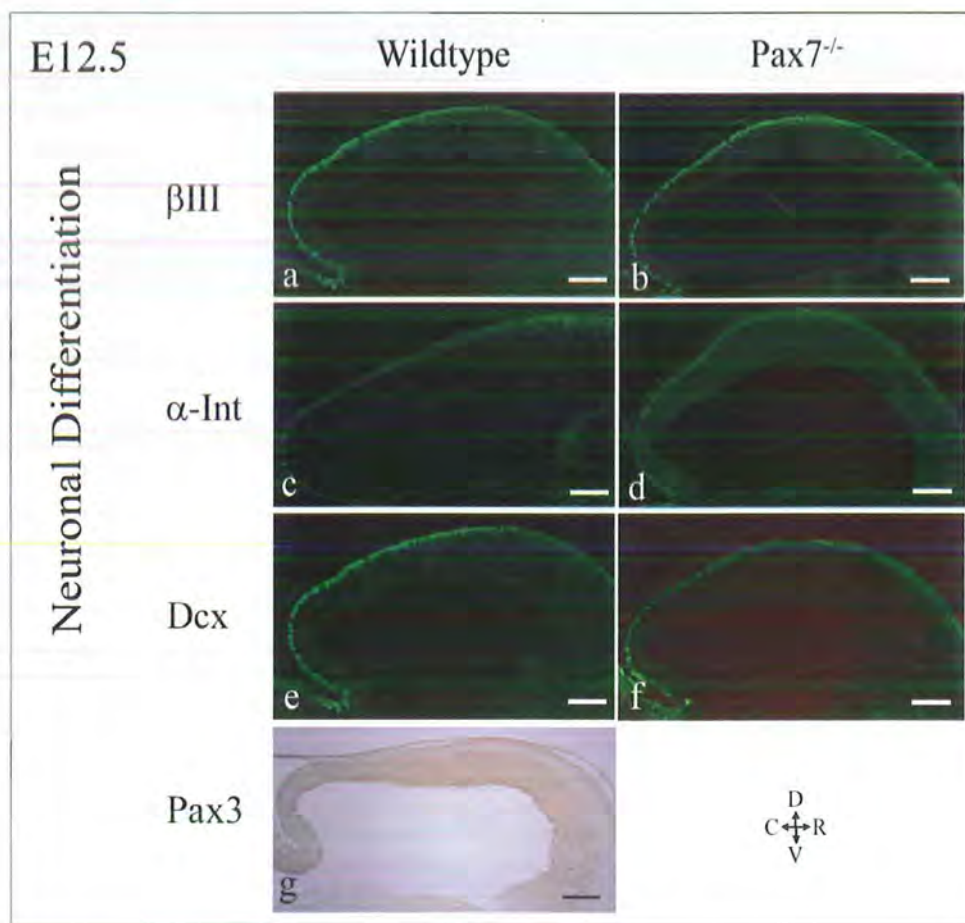 E12.5
Wildtype
Pax7-/-
Neuronal Differentiation
βIII
a
b
α-Int
c
d
Dcx
e
f
Pax3
g
D
C R
V